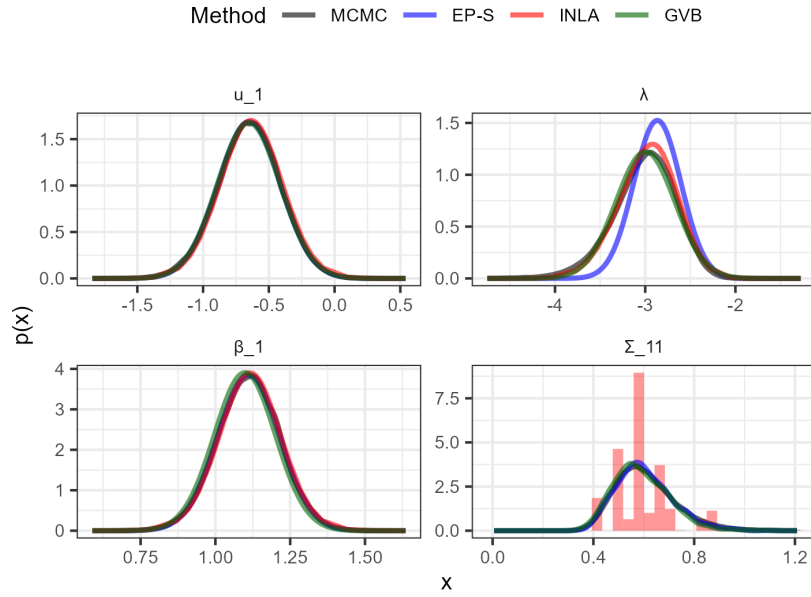 Method MCMC EP-S INLA GVB
u_1 λ
1.5 1.0 0.5 0.0
-1.5 -1.0 -0.5 0.0 0.5
1.5 1.0 0.5 0.0
-4 -3 -2
p(x)
β_1 Σ_11
4 3 2 1 0
0.75 1.00 1.25 1.50
7.5 5.0 2.5 0.0
0.0 0.4 0.8 1.2
x